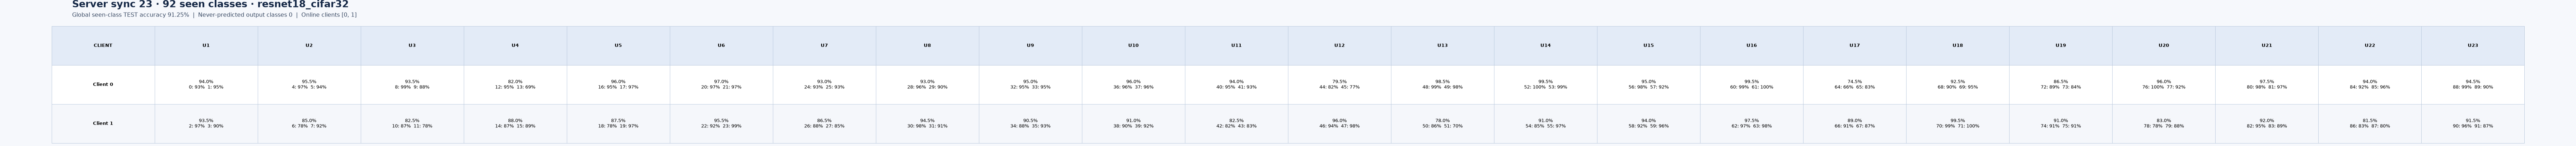 Server sync 23 · 92 seen classes · resnet18_cifar32
Global seen-class TEST accuracy 91.25% | Never-predicted output classes 0 | Online clients [0, 1]
CLIENT U1 U2 U3 U4 U5 U6 U7 U8 U9 U10 U11 U12 U13 U14 U15 U16 U17 U18 U19 U20 U21 U22 U23
94.0% 95.5% 93.5% 82.0% 96.0% 97.0% 93.0% 93.0% 95.0% 96.0% 94.0% 79.5% 98.5% 99.5% 95.0% 99.5% 74.5% 92.5% 86.5% 96.0% 97.5% 94.0% 94.5%
Client 0 0: 93% 1: 95% 4: 97% 5: 94% 8: 99% 9: 88% 12: 95% 13: 69% 16: 95% 17: 97% 20: 97% 21: 97% 24: 93% 25: 93% 28: 96% 29: 90% 32: 95% 33: 95% 36: 96% 37: 96% 40: 95% 41: 93% 44: 82% 45: 77% 48: 99% 49: 98% 52: 100% 53: 99% 56: 98% 57: 92% 60: 99% 61: 100% 64: 66% 65: 83% 68: 90% 69: 95% 72: 89% 73: 84% 76: 100% 77: 92% 80: 98% 81: 97% 84: 92% 85: 96% 88: 99% 89: 90%
93.5% 85.0% 82.5% 88.0% 87.5% 95.5% 86.5% 94.5% 90.5% 91.0% 82.5% 96.0% 78.0% 91.0% 94.0% 97.5% 89.0% 99.5% 91.0% 83.0% 92.0% 81.5% 91.5%
Client 1 2: 97% 3: 90% 6: 78% 7: 92% 10: 87% 11: 78% 14: 87% 15: 89% 18: 78% 19: 97% 22: 92% 23: 99% 26: 88% 27: 85% 30: 98% 31: 91% 34: 88% 35: 93% 38: 90% 39: 92% 42: 82% 43: 83% 46: 94% 47: 98% 50: 86% 51: 70% 54: 85% 55: 97% 58: 92% 59: 96% 62: 97% 63: 98% 66: 91% 67: 87% 70: 99% 71: 100% 74: 91% 75: 91% 78: 78% 79: 88% 82: 95% 83: 89% 86: 83% 87: 80% 90: 96% 91: 87%